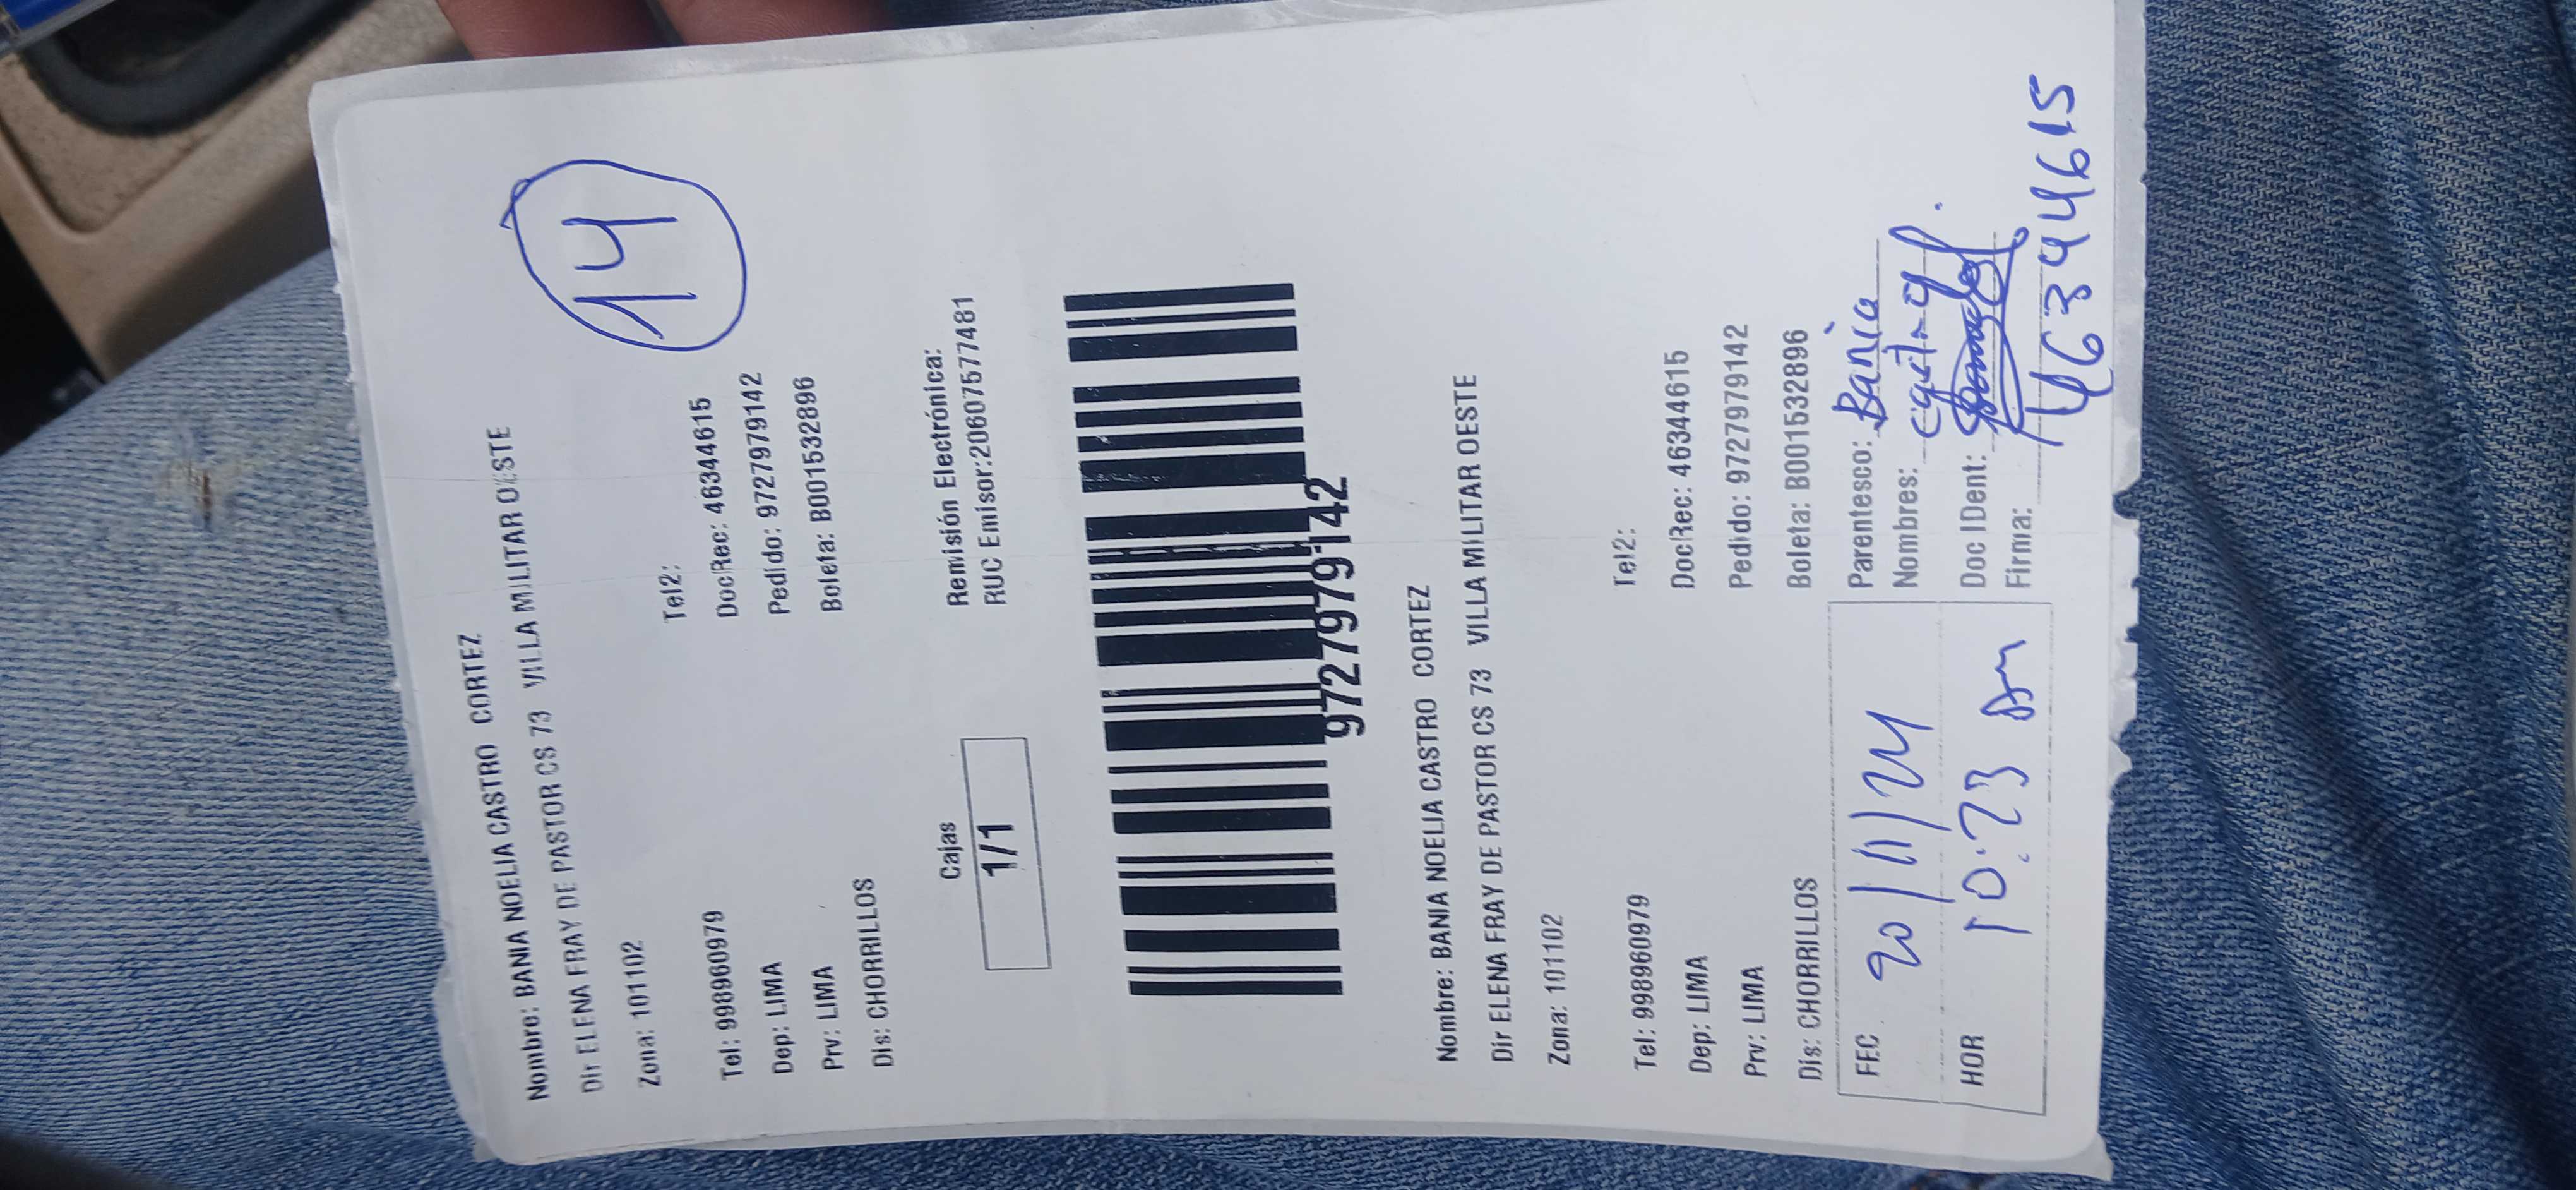 Nombre: BANIA NOELIA CASTRO CORTEZ
Dir ELENA FRAY DE PASTOR CS 73 VILLA MILITAR OESTE
Zona: 101102
14
Tel: 998960979 Tel2:
Dep: LIMA DocRec: 46344615
Prv: LIMA Pedido: 9727979142
Dis: CHORRILLOS Boleta: B001532896
Cajas Remisión Electrónica:
1/1 RUC Emisor:20607577481
9727979142
Nombre: BANIA NOELIA CASTRO CORTEZ
Dir ELENA FRAY DE PASTOR CS 73 VILLA MILITAR OESTE
Zona: 101102
Tel: 998960979 Tel2:
Dep: LIMA DocRec: 46344615
Prv: LIMA Pedido: 9727979142
Dis: CHORRILLOS Boleta: B001532896
FEC 20/11/24 Parentesco: Bania
Nombres:
HOR 10:23 am Doc IDent:
Firma: 46344615